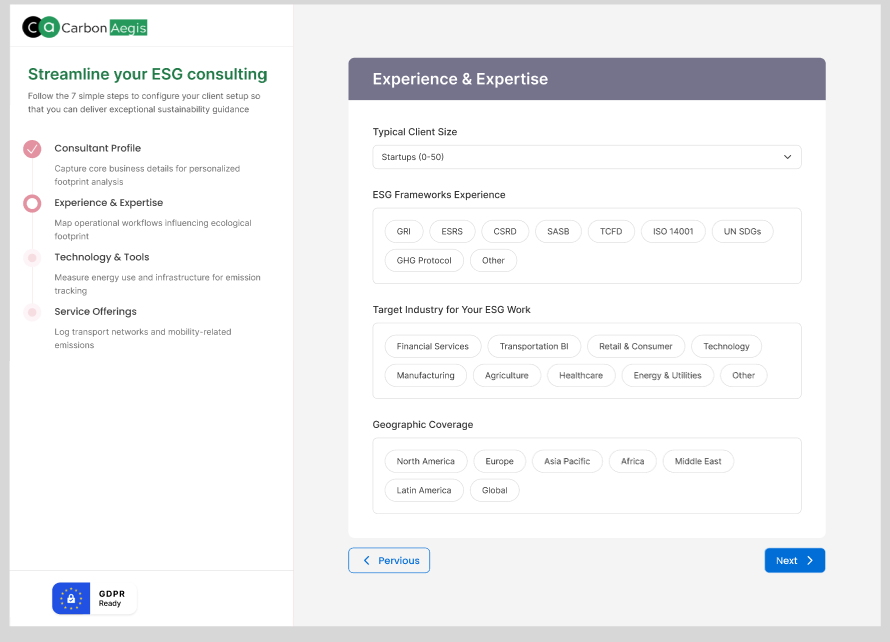 Ca Carbon Aegis
Streamline your ESG consulting
Follow the 7 simple steps to configure your client setup so
that you can deliver exceptional sustainability guidance
Consultant Profile
Capture core business details for personalized
footprint analysis
Experience & Expertise
Map operational workflows influencing ecological
footprint
Technology & Tools
Measure energy use and infrastructure for emission
tracking
Service Offerings
Log transport networks and mobility-related
emissions
GDPR
Ready
Experience & Expertise
Typical Client Size
Startups (0-50)
ESG Frameworks Experience
GRI ESRS CSRD SASB TCFD ISO 14001 UN SDGs
GHG Protocol Other
Target Industry for Your ESG Work
Financial Services Transportation BI Retail & Consumer Technology
Manufacturing Agriculture Healthcare Energy & Utilities Other
Geographic Coverage
North America Europe Asia Pacific Africa Middle East
Latin America Global
Pervious Next